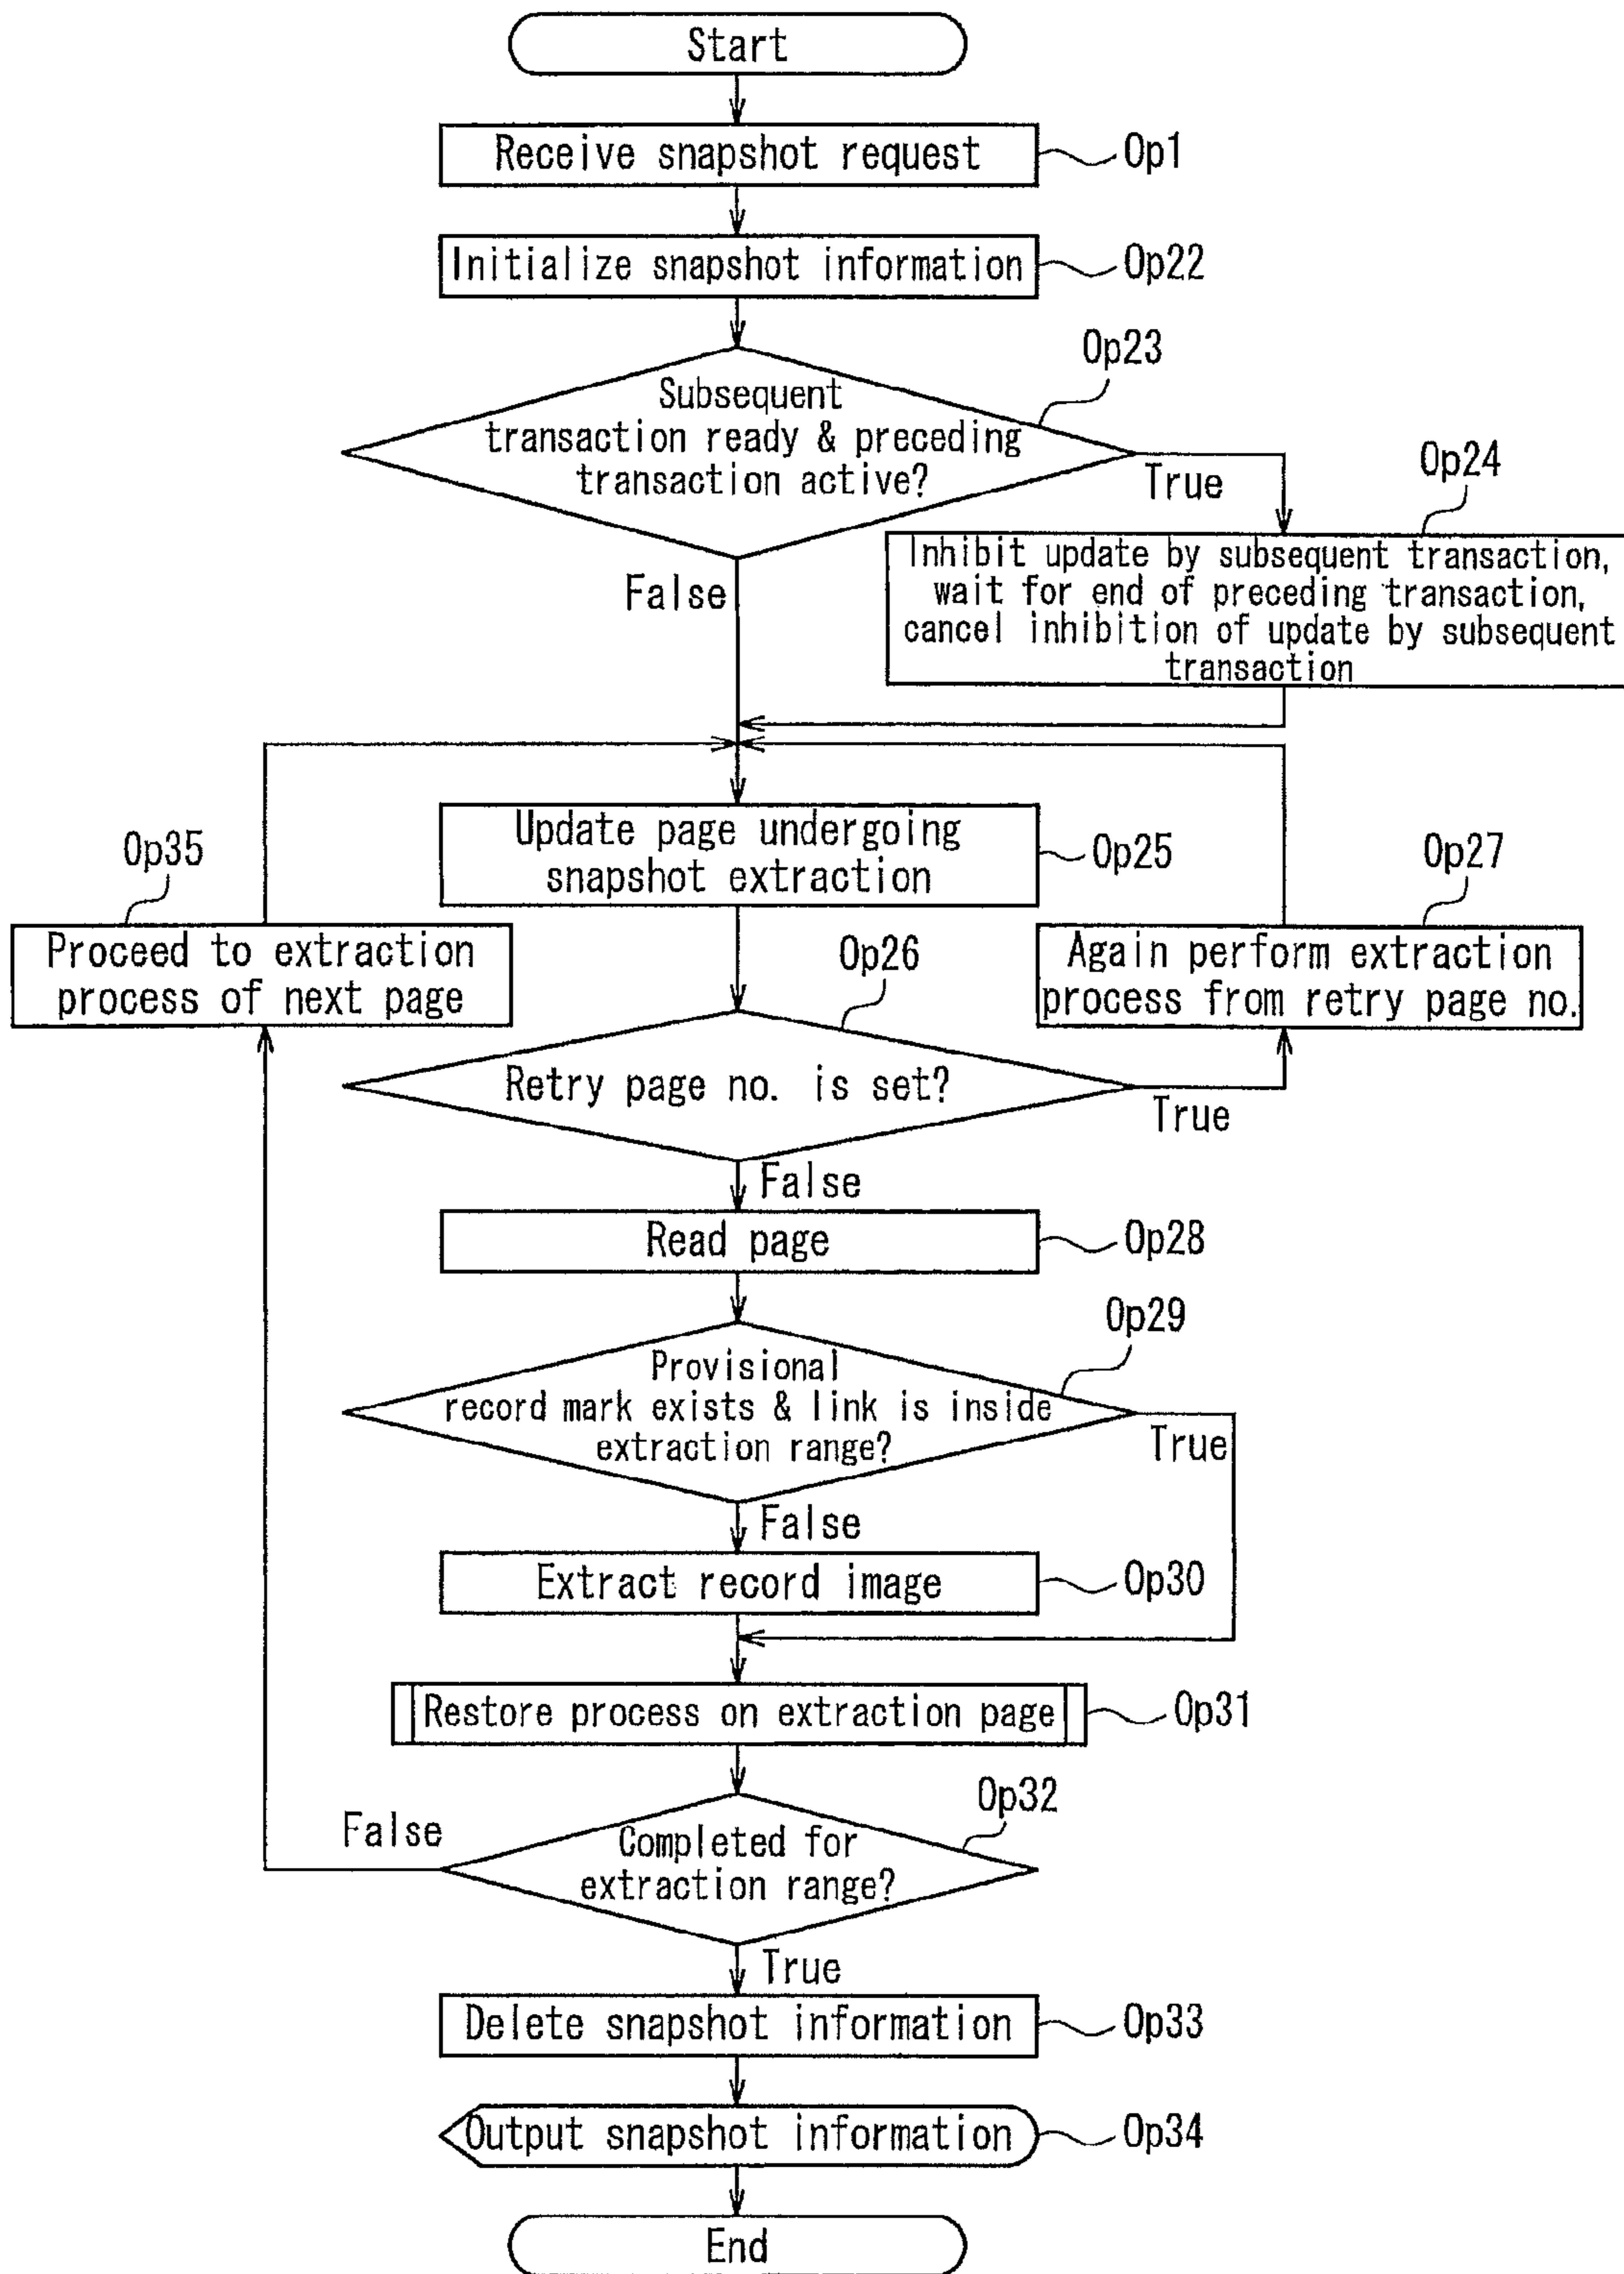 Start
Receive snapshot request
Op1
Initialize snapshot information
Op22
Op23
Subsequent
transaction ready & preceding
transaction active?
True
False
Op24
Inhibit update by subsequent transaction,
wait for end of preceding transaction,
cancel inhibition of update by subsequent
transaction
Update page undergoing
snapshot extraction
Op25
Op35
Proceed to extraction
process of next page
Op27
Again perform extraction
process from retry page no.
Op26
Retry page no. is set?
True
False
Read page
Op28
Op29
Provisional
record mark exists & link is inside
extraction range?
True
False
Extract record image
Op30
Restore process on extraction page
Op31
Op32
Completed for
extraction range?
False
True
Delete snapshot information
Op33
Output snapshot information
Op34
End